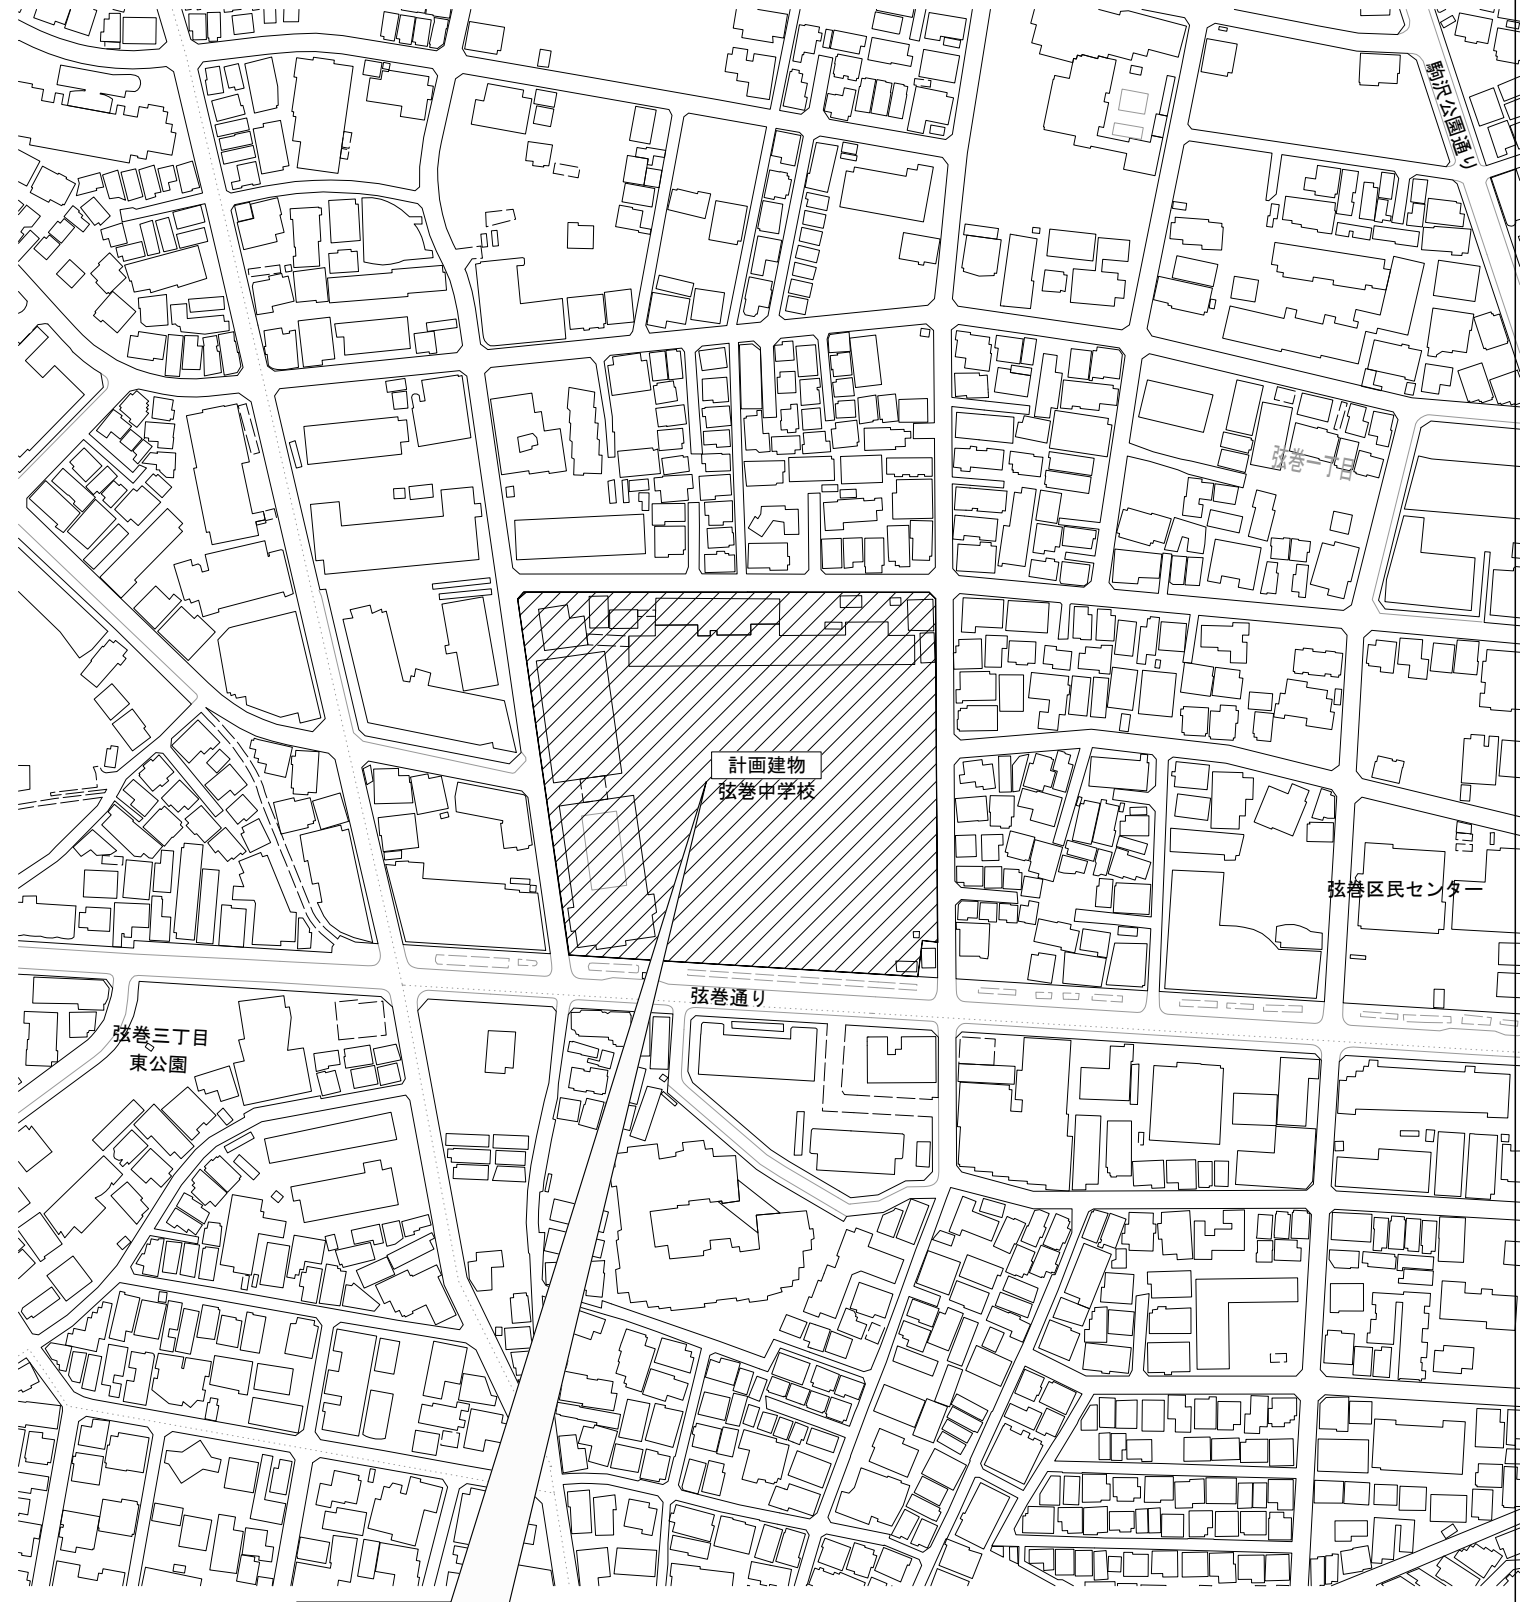 駒沢公園通り
弦巻一丁目
計画建物
弦巻中学校
弦巻区民センター
弦巻通り
弦巻三丁目
東公園